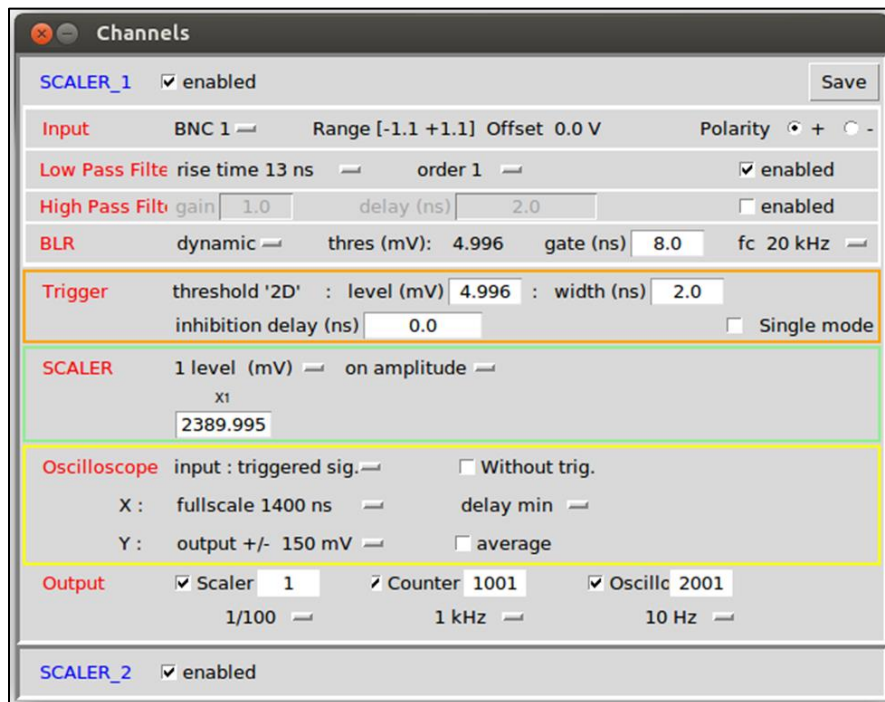 Channels
SCALER_1 enabled Save
Input BNC 1 Range [-1.1 +1.1] Offset 0.0 V Polarity + -
Low Pass Filte rise time 13 ns order 1 enabled
High Pass Filt gain 1.0 delay (ns) 2.0 enabled
BLR dynamic thres (mV): 4.996 gate (ns) 8.0 fc 20 kHz
Trigger threshold '2D' : level (mV) 4.996 : width (ns) 2.0
inhibition delay (ns) 0.0 Single mode
SCALER 1 level (mV) on amplitude
X1
2389.995
Oscilloscope input : triggered sig. Without trig.
X : fullscale 1400 ns delay min
Y : output +/- 150 mV average
Output Scaler 1 Counter 1001 Oscillo 2001
1/100 1 kHz 10 Hz
SCALER_2 enabled